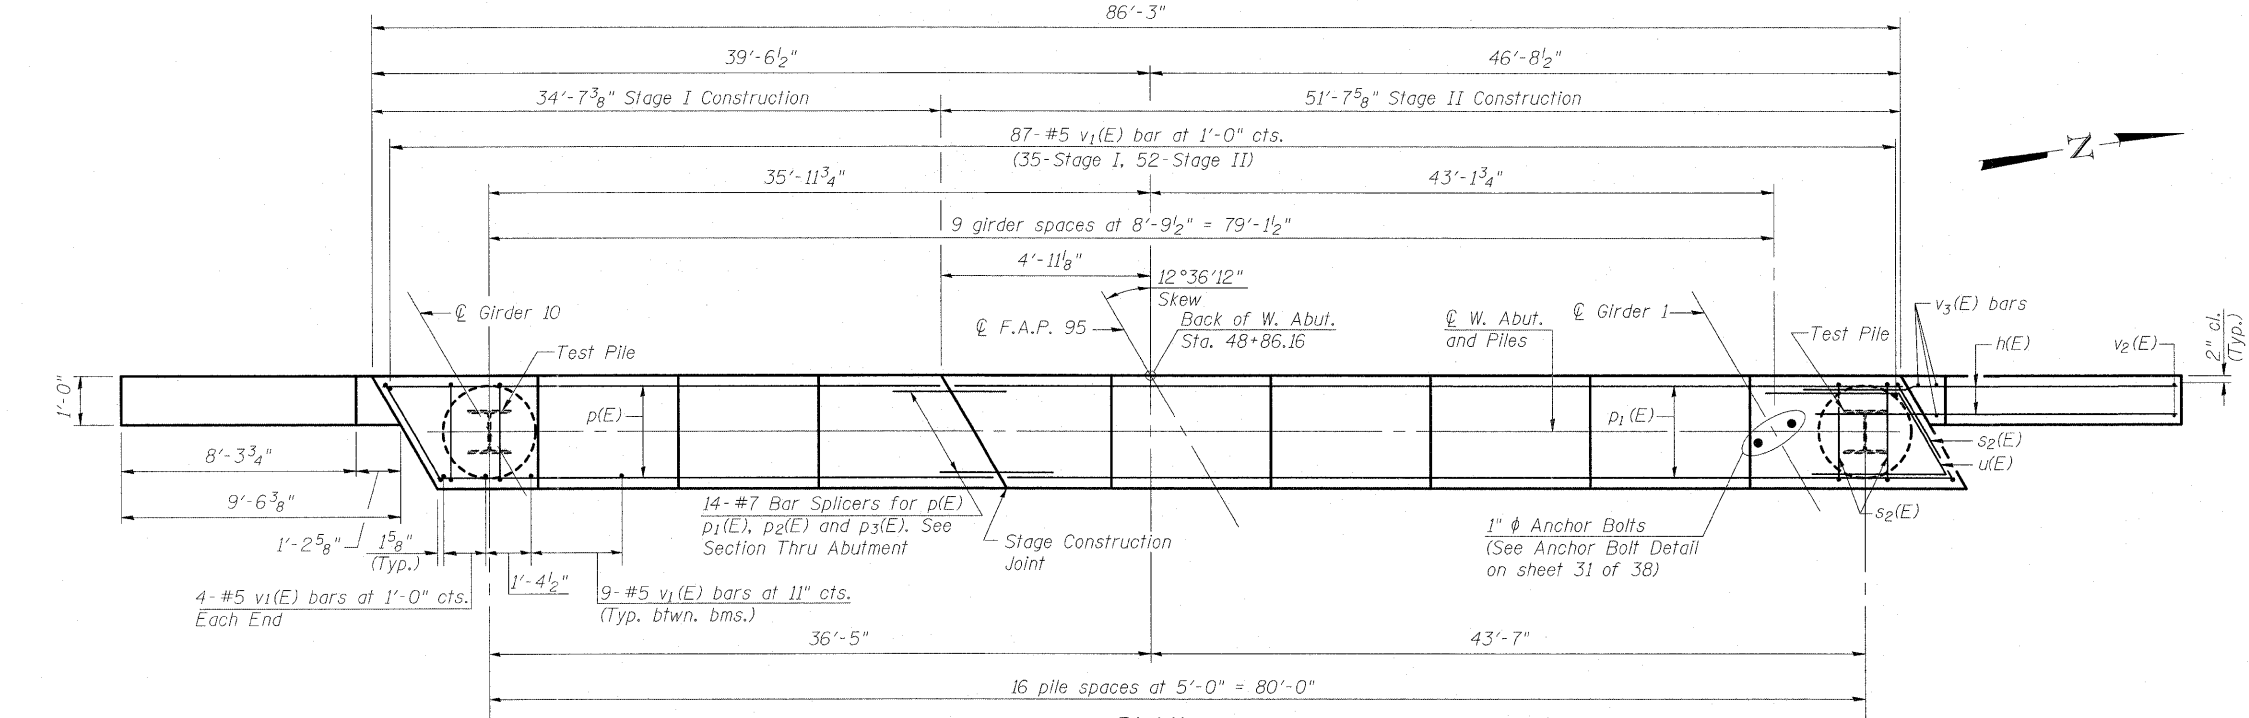 86'-3"
39'-6½"
46'-8½"
34'-7⅜" Stage I Construction
51'-7⅝" Stage II Construction
87-#5 v₁(E) bar at 1'-0" cts.
(35-Stage I, 52-Stage II)
35'-11¾"
43'-1¾"
9 girder spaces at 8'-9½" = 79'-1½"
4'-11⅛"
12°36'12"
Skew
N
℄ Girder 10
℄ F.A.P. 95
Back of W. Abut.
Sta. 48+86.16
℄ W. Abut.
and Piles
℄ Girder 1
Test Pile
Test Pile
v₃(E) bars
h(E)
v₂(E)
2" cl.
(Typ.)
1'-0"
p(E)
p₁(E)
s₂(E)
u(E)
s₂(E)
8'-3¾"
9'-6⅜"
1'-2⅝"
1⅝"
(Typ.)
1'-4½"
4-#5 v₁(E) bars at 1'-0" cts.
Each End
9-#5 v₁(E) bars at 11" cts.
(Typ. btwn. bms.)
14-#7 Bar Splicers for p(E)
p₁(E), p₂(E) and p₃(E). See
Section Thru Abutment
Stage Construction
Joint
1" ϕ Anchor Bolts
(See Anchor Bolt Detail
on sheet 31 of 38)
36'-5"
43'-7"
16 pile spaces at 5'-0" = 80'-0"